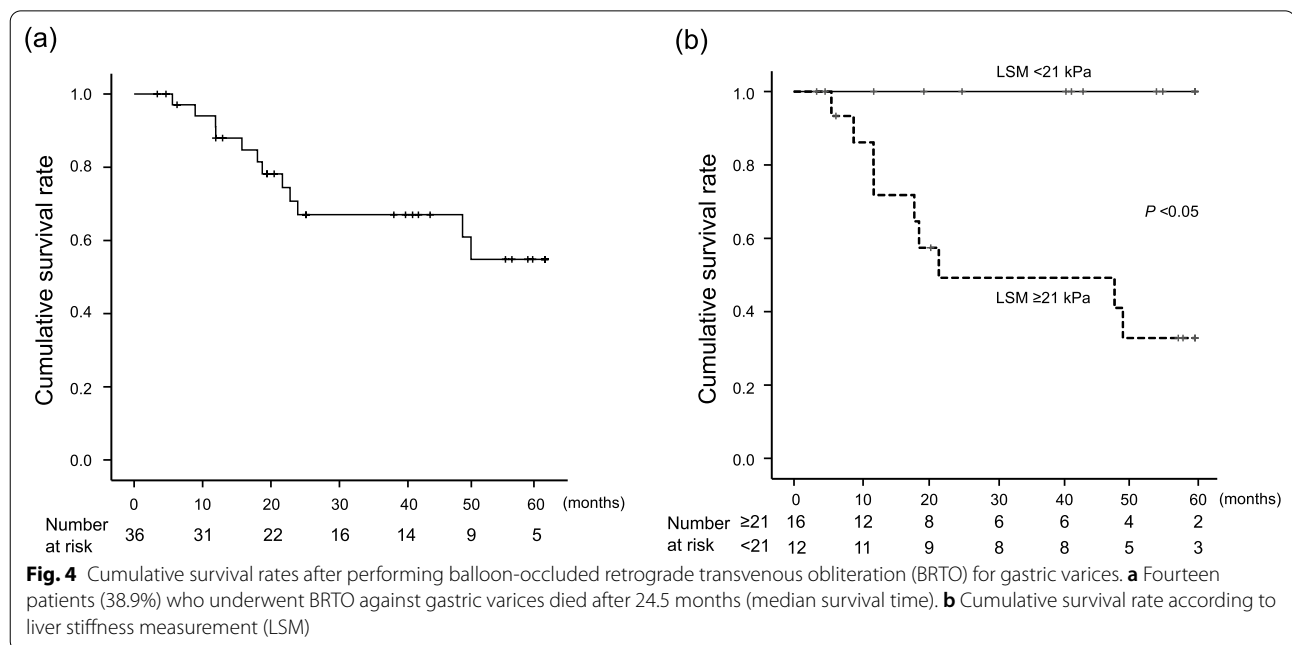 (a)
Cumulative survival rate
1.0
0.8
0.6
0.4
0.2
0.0
0 10 20 30 40 50 60 (months)
Number at risk
36 31 22 16 14 9 5
(b)
Cumulative survival rate
1.0
0.8
0.6
0.4
0.2
0.0
LSM <21 kPa
P <0.05
LSM ≥21 kPa
0 10 20 30 40 50 60 (months)
Number at risk
≥21 16 12 8 6 6 4 2
<21 12 11 9 8 8 5 3
Fig. 4 Cumulative survival rates after performing balloon-occluded retrograde transvenous obliteration (BRTO) for gastric varices. a Fourteen
patients (38.9%) who underwent BRTO against gastric varices died after 24.5 months (median survival time). b Cumulative survival rate according to
liver stiffness measurement (LSM)